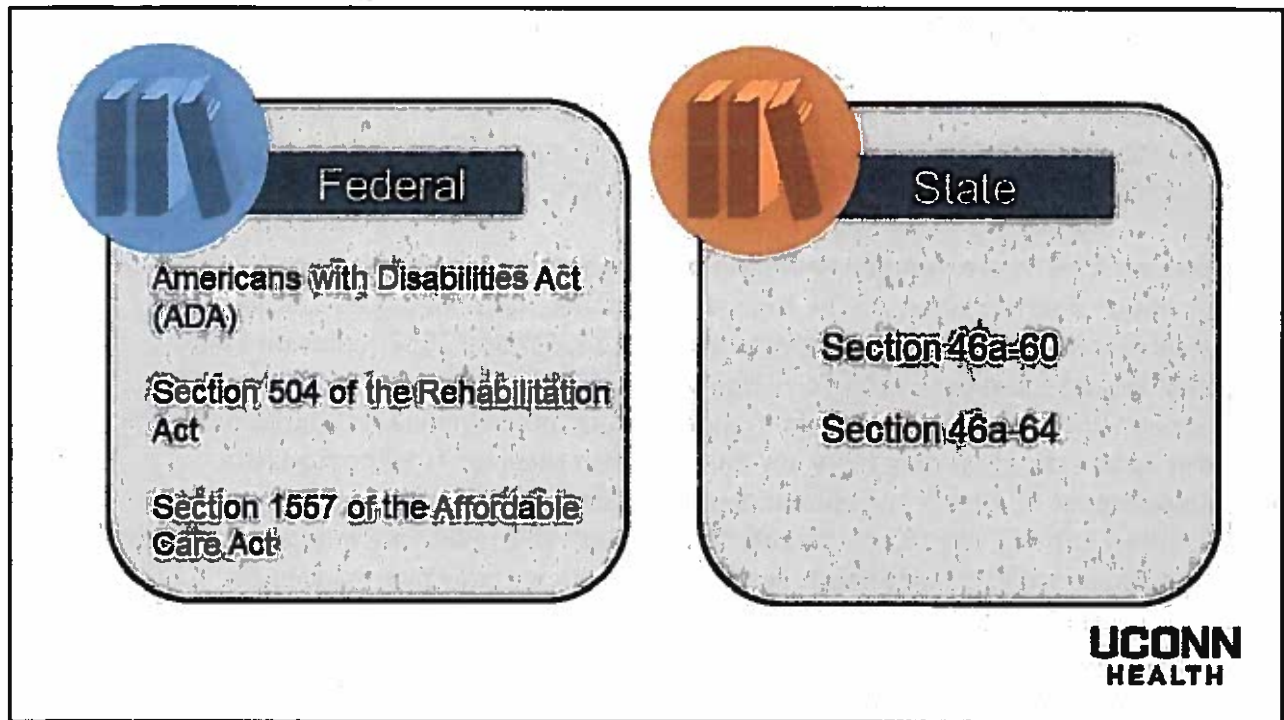 Federal
Americans with Disabilities Act
(ADA)
Section 504 of the Rehabilitation
Act
Section 1557 of the Affordable
Care Act
State
Section 46a-60
Section 46a-64
UCONN
HEALTH